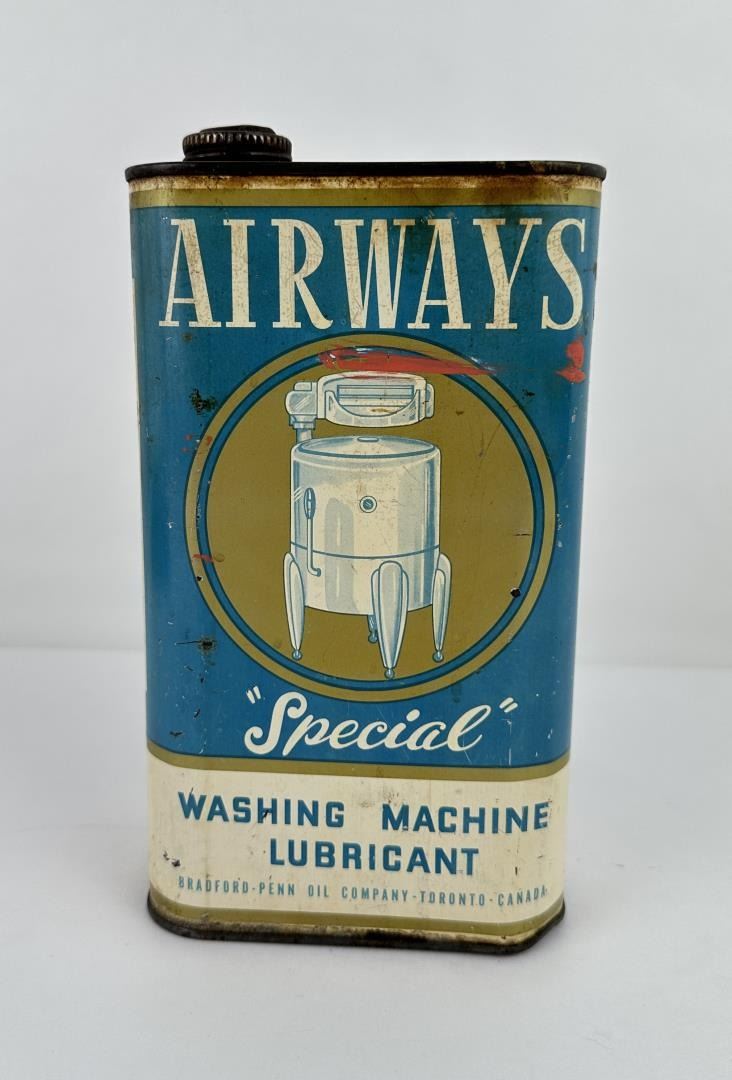 AIRWAYS
"Special"
WASHING MACHINE
LUBRICANT
BRADFORD-PENN OIL COMPANY-TORONTO-CANADA